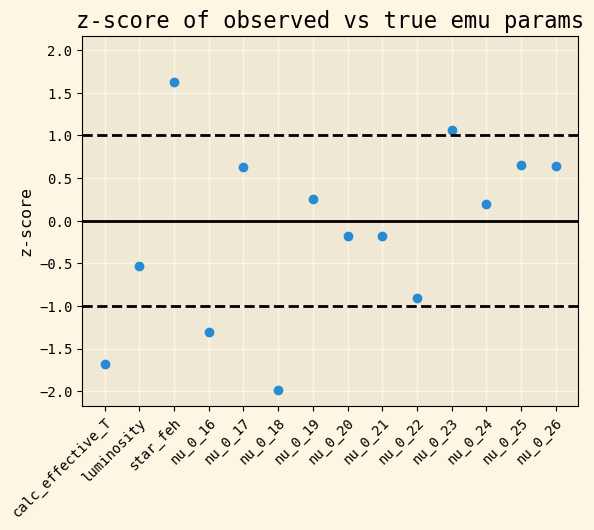 z-score of observed vs true emu params
z-score
2.0
1.5
1.0
0.5
0.0
−0.5
−1.0
−1.5
−2.0
calc_effective_T
luminosity
star_feh
nu_0_16
nu_0_17
nu_0_18
nu_0_19
nu_0_20
nu_0_21
nu_0_22
nu_0_23
nu_0_24
nu_0_25
nu_0_26